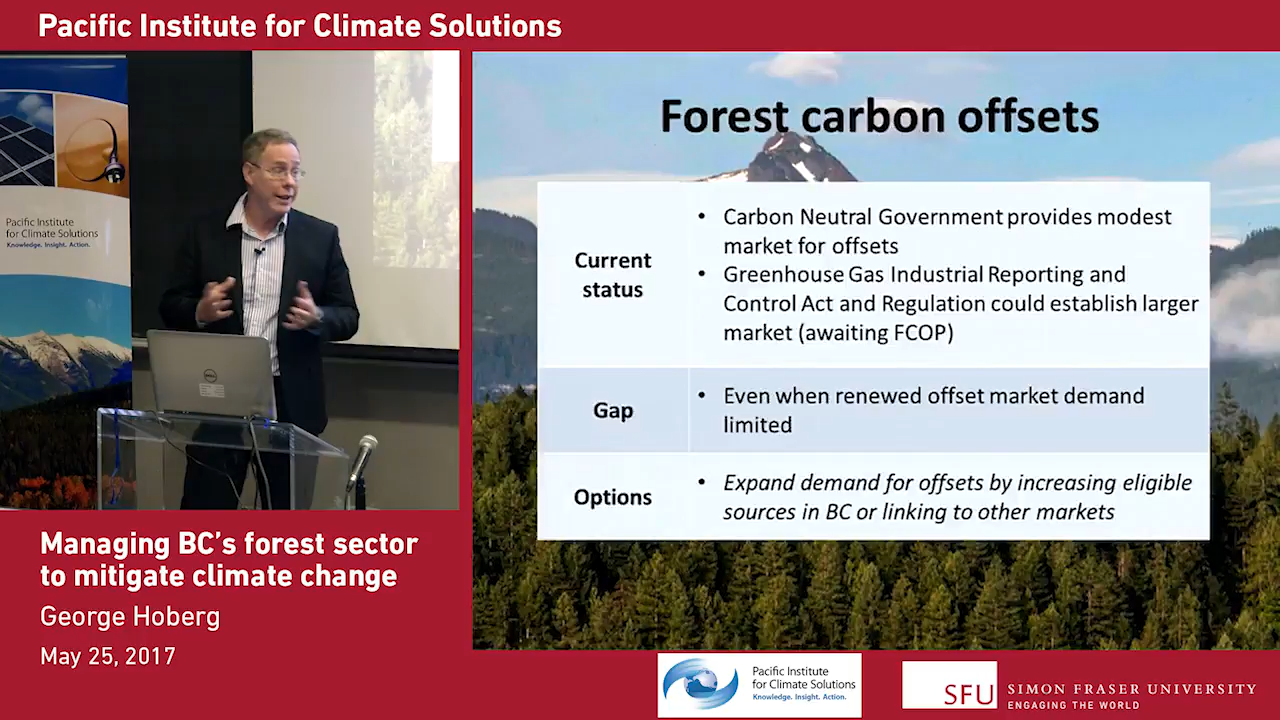 Pacific Institute for Climate Solutions
Pacific Institute
for Climate Solutions
Knowledge. Insight. Action.
Forest carbon offsets
Current
status
• Carbon Neutral Government provides modest
market for offsets
• Greenhouse Gas Industrial Reporting and
Control Act and Regulation could establish larger
market (awaiting FCOP)
Gap
• Even when renewed offset market demand
limited
Options
• Expand demand for offsets by increasing eligible
sources in BC or linking to other markets
DELL
Managing BC's forest sector
to mitigate climate change
George Hoberg
May 25, 2017
Pacific Institute
for Climate Solutions
Knowledge. Insight. Action.
SFU
SIMON FRASER UNIVERSITY
ENGAGING THE WORLD